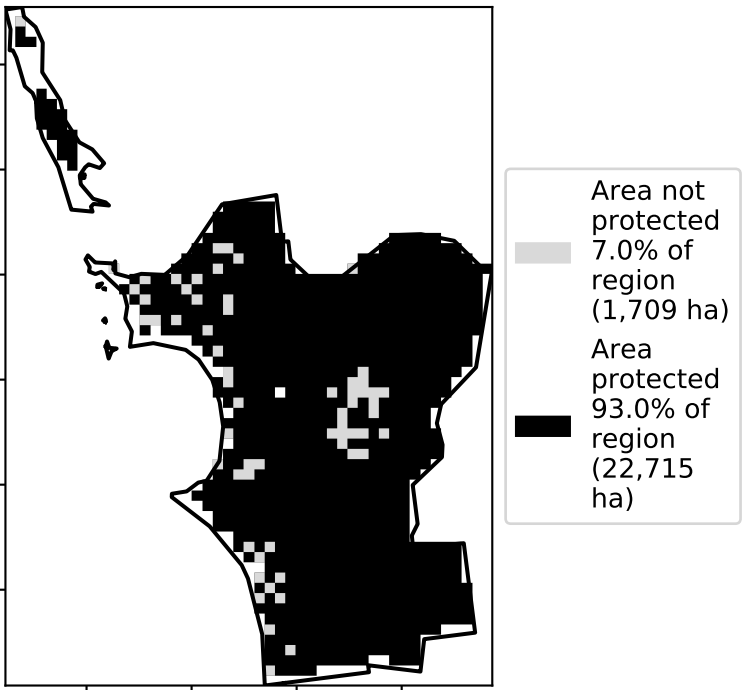 Area not
protected
7.0% of
region
(1,709 ha)
Area
protected
93.0% of
region
(22,715
ha)